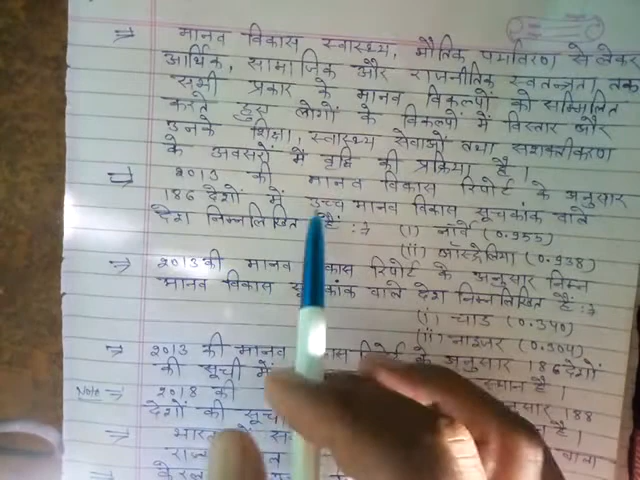 ⇒ मानव विकास स्वास्थ्य, भौतिक पर्यावरण से लेकर
आर्थिक, सामाजिक और राजनीतिक स्वतन्त्रता तक
सभी प्रकार के मानव विकल्पों को सम्मिलित
करते हुए लोगों के विकल्पों में विस्तार और
उनके शिक्षा, स्वास्थ्य सेवाओं तथा सशक्तीकरण
के अवसरों में वृद्धि की प्रक्रिया है।
⇒ 2013 की मानव विकास रिपोर्ट के अनुसार
186 देशों में उच्च मानव विकास सूचकांक वाले
देश निम्नलिखित हैं :→ (i) नार्वे (0.955)
(ii) ऑस्ट्रेलिया (0.938)
⇒ 2013 की मानव रिपोर्ट के अनुसार निम्न
मानव विकास वाले देश निम्नलिखित हैं :→
(i) चाड (0.340)
(ii) नाइजर (0.304)
⇒ 2013 की मानव रिपोर्ट के अनुसार 186 देशों
की सूची में स्थान है।
Note ⇒ 2018 की 188
देशों की है।
⇒ वाला